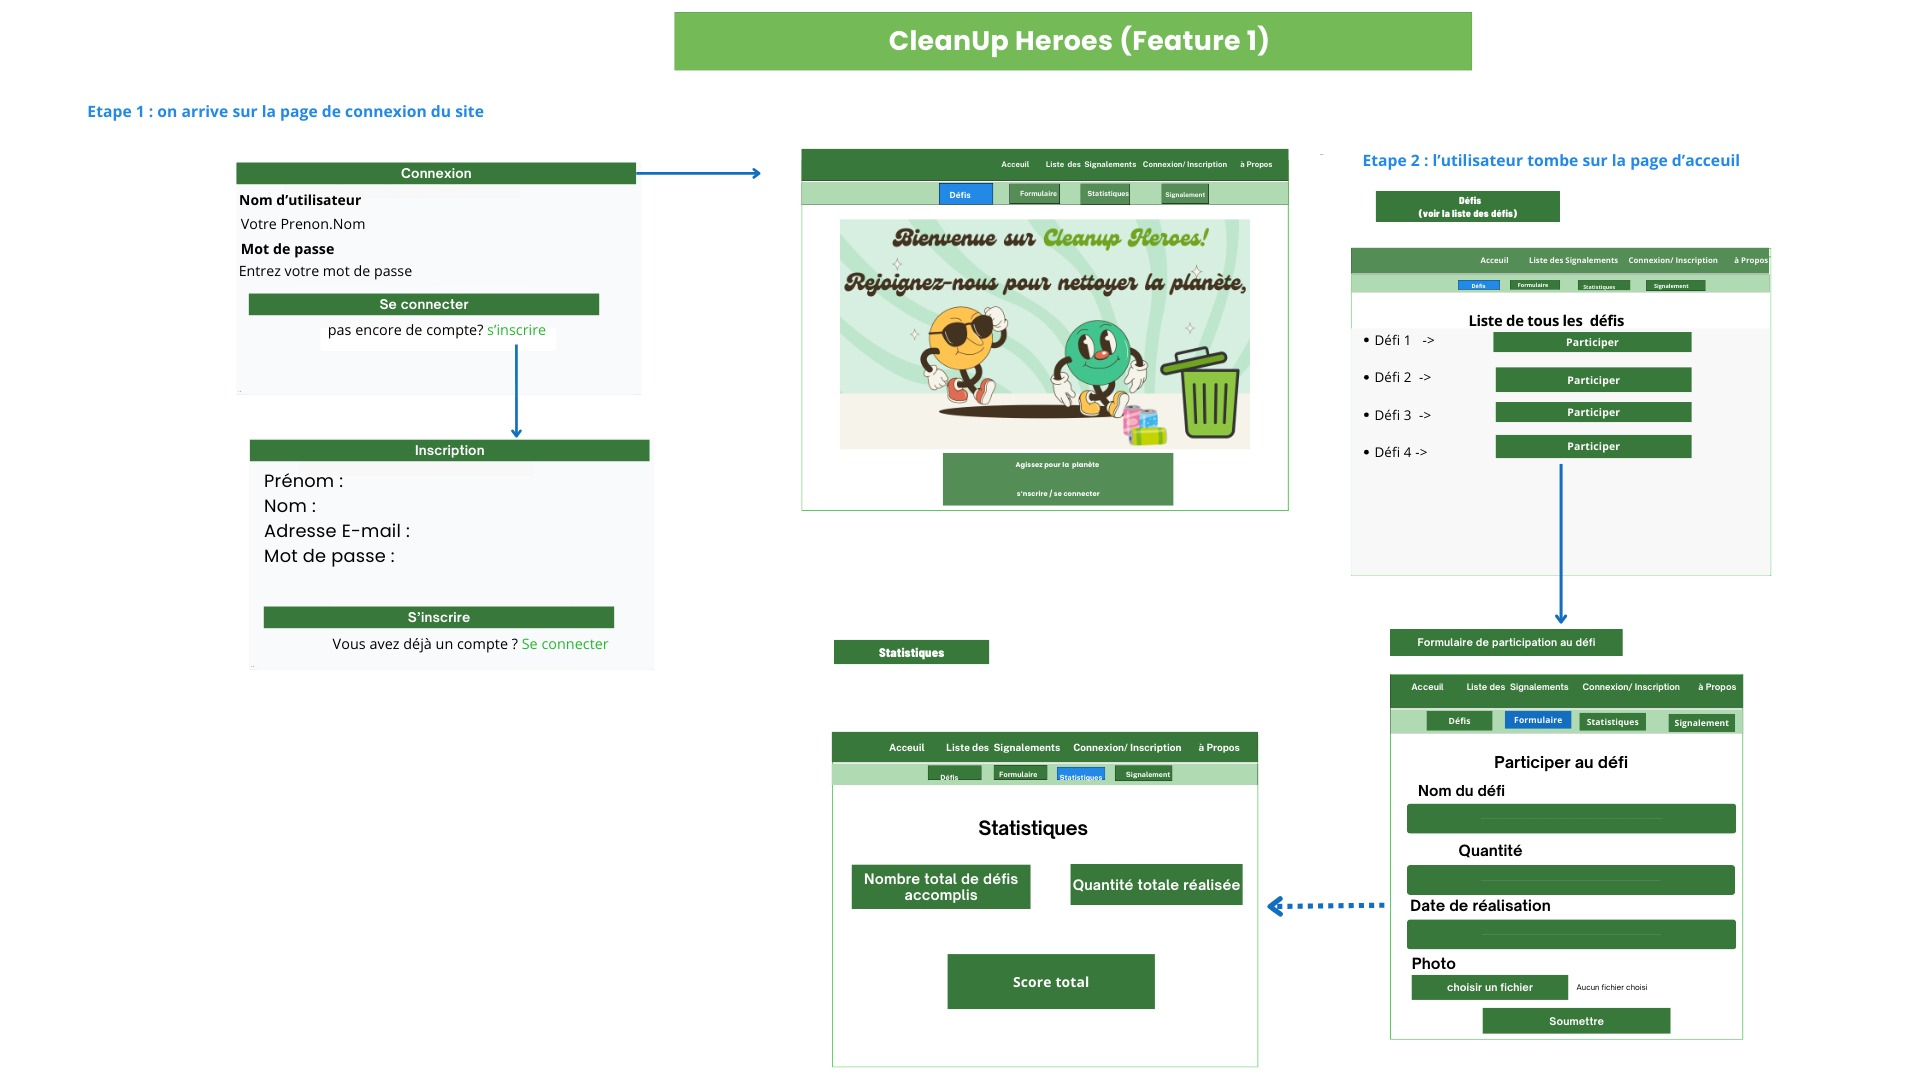 CleanUp Heroes (Feature 1)
Etape 1 : on arrive sur la page de connexion du site
Connexion
Nom d'utilisateur
Votre Prenon.Nom
Mot de passe
Entrez votre mot de passe
Se connecter
pas encore de compte? s'inscrire
Inscription
Prénom :
Nom :
Adresse E-mail :
Mot de passe :
S'inscrire
Vous avez déjà un compte ? Se connecter
Acceuil Liste des Signalements Connexion/ Inscription à Propos
Défis Formulaire Statistiques Signalement
Bienvenue sur Cleanup Heroes!
Rejoignez-nous pour nettoyer la planète,
Agissez pour la planète
s'nscrire / se connecter
Etape 2 : l'utilisateur tombe sur la page d'acceuil
Défis
(voir la liste des défis)
Acceuil Liste des Signalements Connexion/ Inscription à Propos
Défis Formulaire Statistiques Signalement
Liste de tous les défis
• Défi 1 -> Participer
• Défi 2 -> Participer
• Défi 3 -> Participer
• Défi 4 -> Participer
Formulaire de participation au défi
Acceuil Liste des Signalements Connexion/ Inscription à Propos
Défis Formulaire Statistiques Signalement
Participer au défi
Nom du défi
Quantité
Date de réalisation
Photo
choisir un fichier Aucun fichier choisi
Soumettre
Statistiques
Acceuil Liste des Signalements Connexion/ Inscription à Propos
Défis Formulaire Statistiques Signalement
Statistiques
Nombre total de défis
accomplis
Quantité totale réalisée
Score total